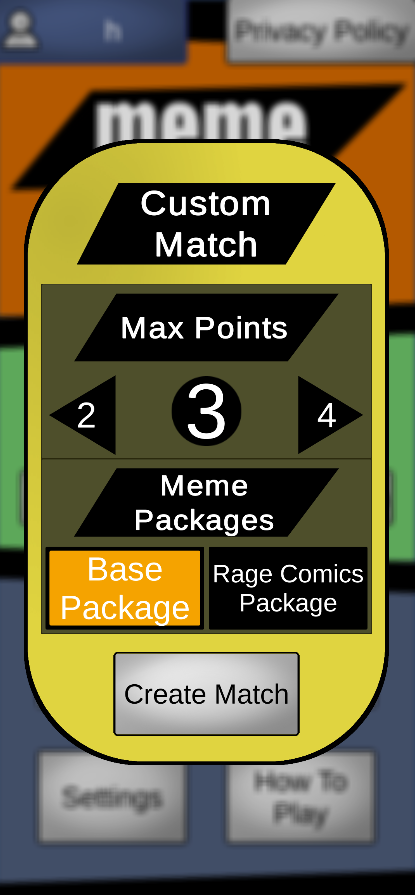 h
Privacy Policy
meme
Custom
Match
Max Points
2
3
4
Meme
Packages
Base
Package
Rage Comics
Package
Create Match
Settings
How To
Play